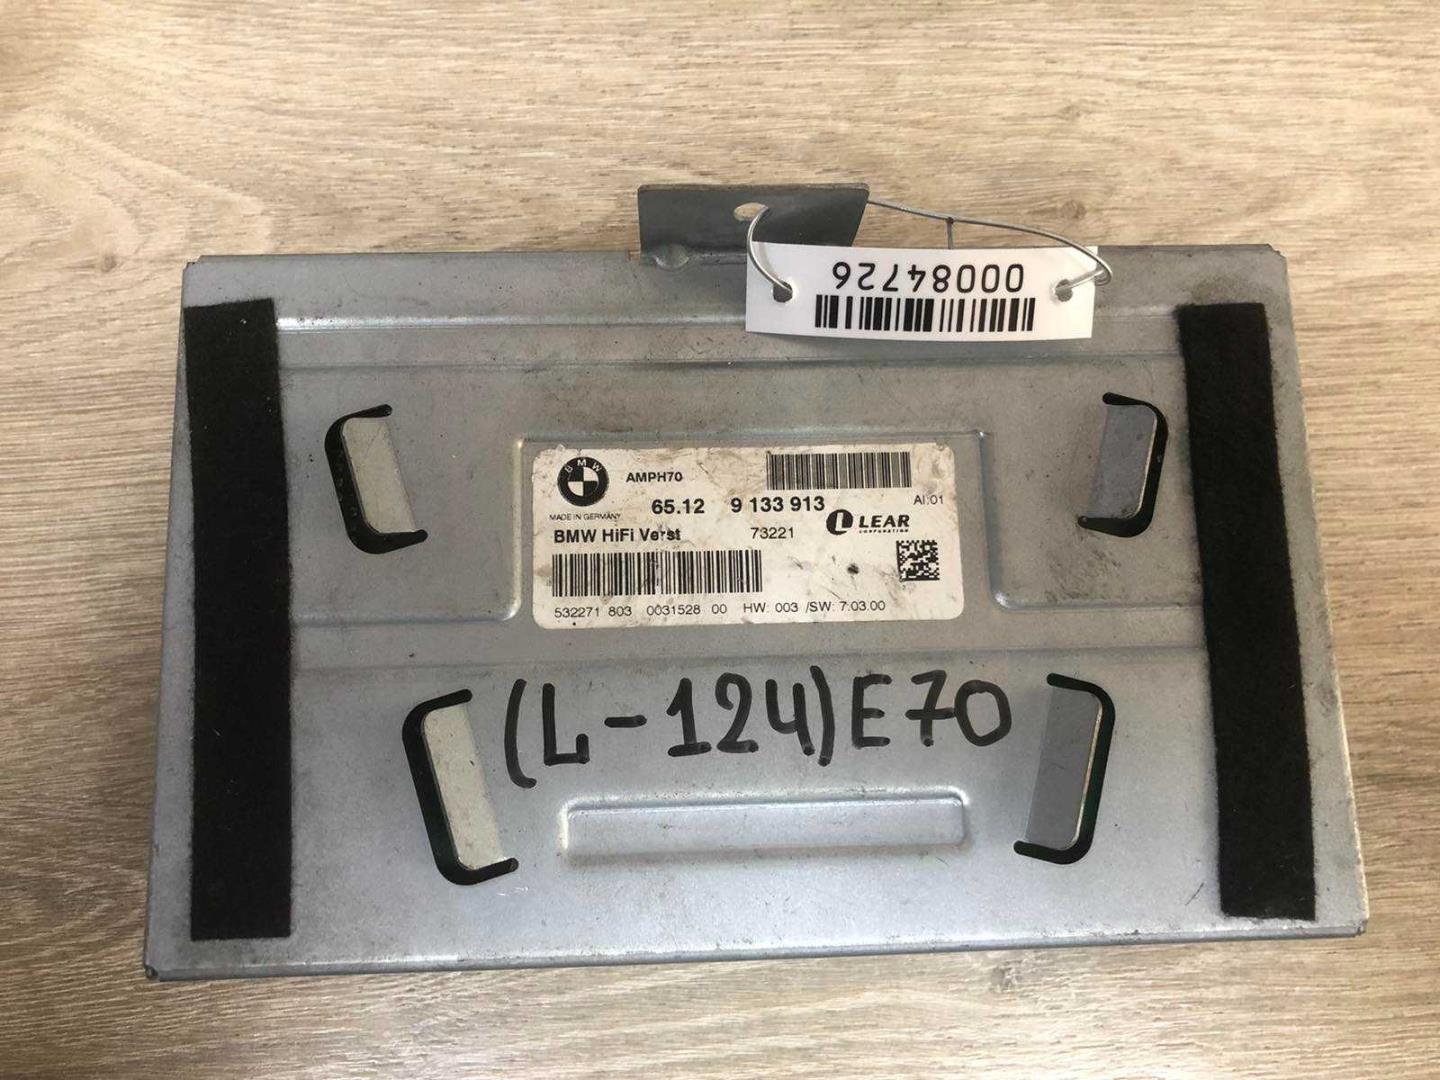 00084726
BMW
AMPH70
MADE IN GERMANY
65.12 9 133 913
AI:01
BMW HiFi Verst
73221
LEAR
CORPORATION
532271 803 0031528 00 HW: 003 /SW: 7.03.00
(L-124) E70